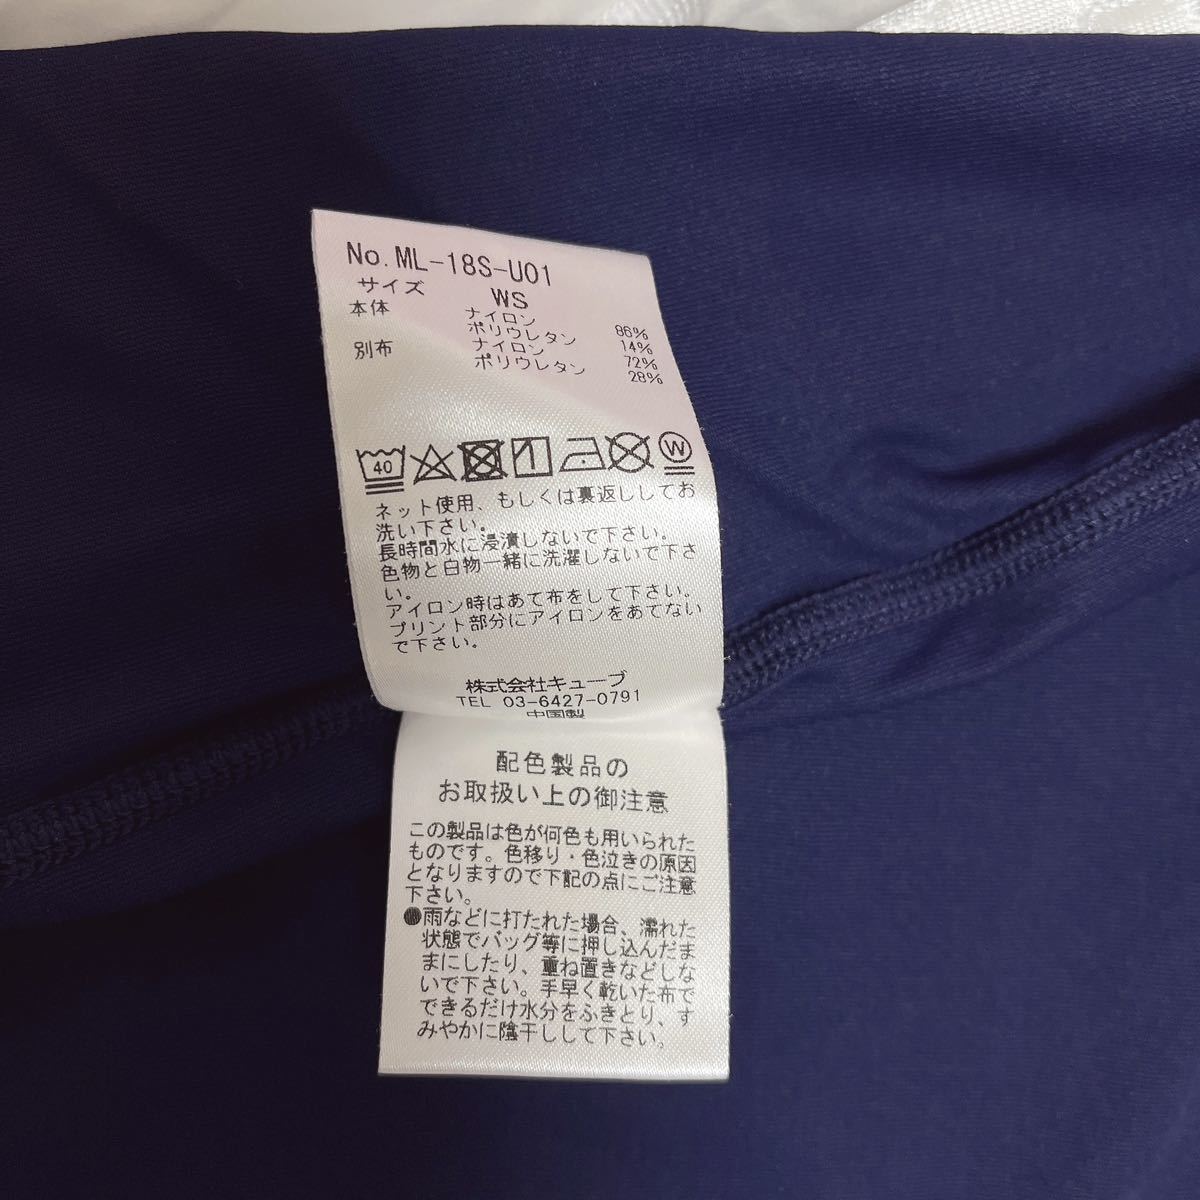 No.ML-18S-U01
サイズ WS
本体 ナイロン 86%
ポリウレタン 14%
別布 ナイロン 72%
ポリウレタン 28%
40
W
ネット使用、もしくは裏返ししてお
洗い下さい。
長時間水に浸漬しないで下さい。
色物と白物一緒に洗濯しないで下さ
い。
アイロン時はあて布をして下さい。
プリント部分にアイロンをあてない
で下さい。
株式会社キューブ
TEL 03-6427-0791
中国製
配色製品の
お取扱い上の御注意
この製品は色が何色も用いられた
ものです。色移り・色泣きの原因
となりますので下記の点にご注意
下さい。
●雨などに打たれた場合、濡れた
状態でバッグ等に押し込んだま
まにしたり、重ね置きなどしな
いで下さい。手早く乾いた布で
できるだけ水分をふきとり、す
みやかに陰干しして下さい。